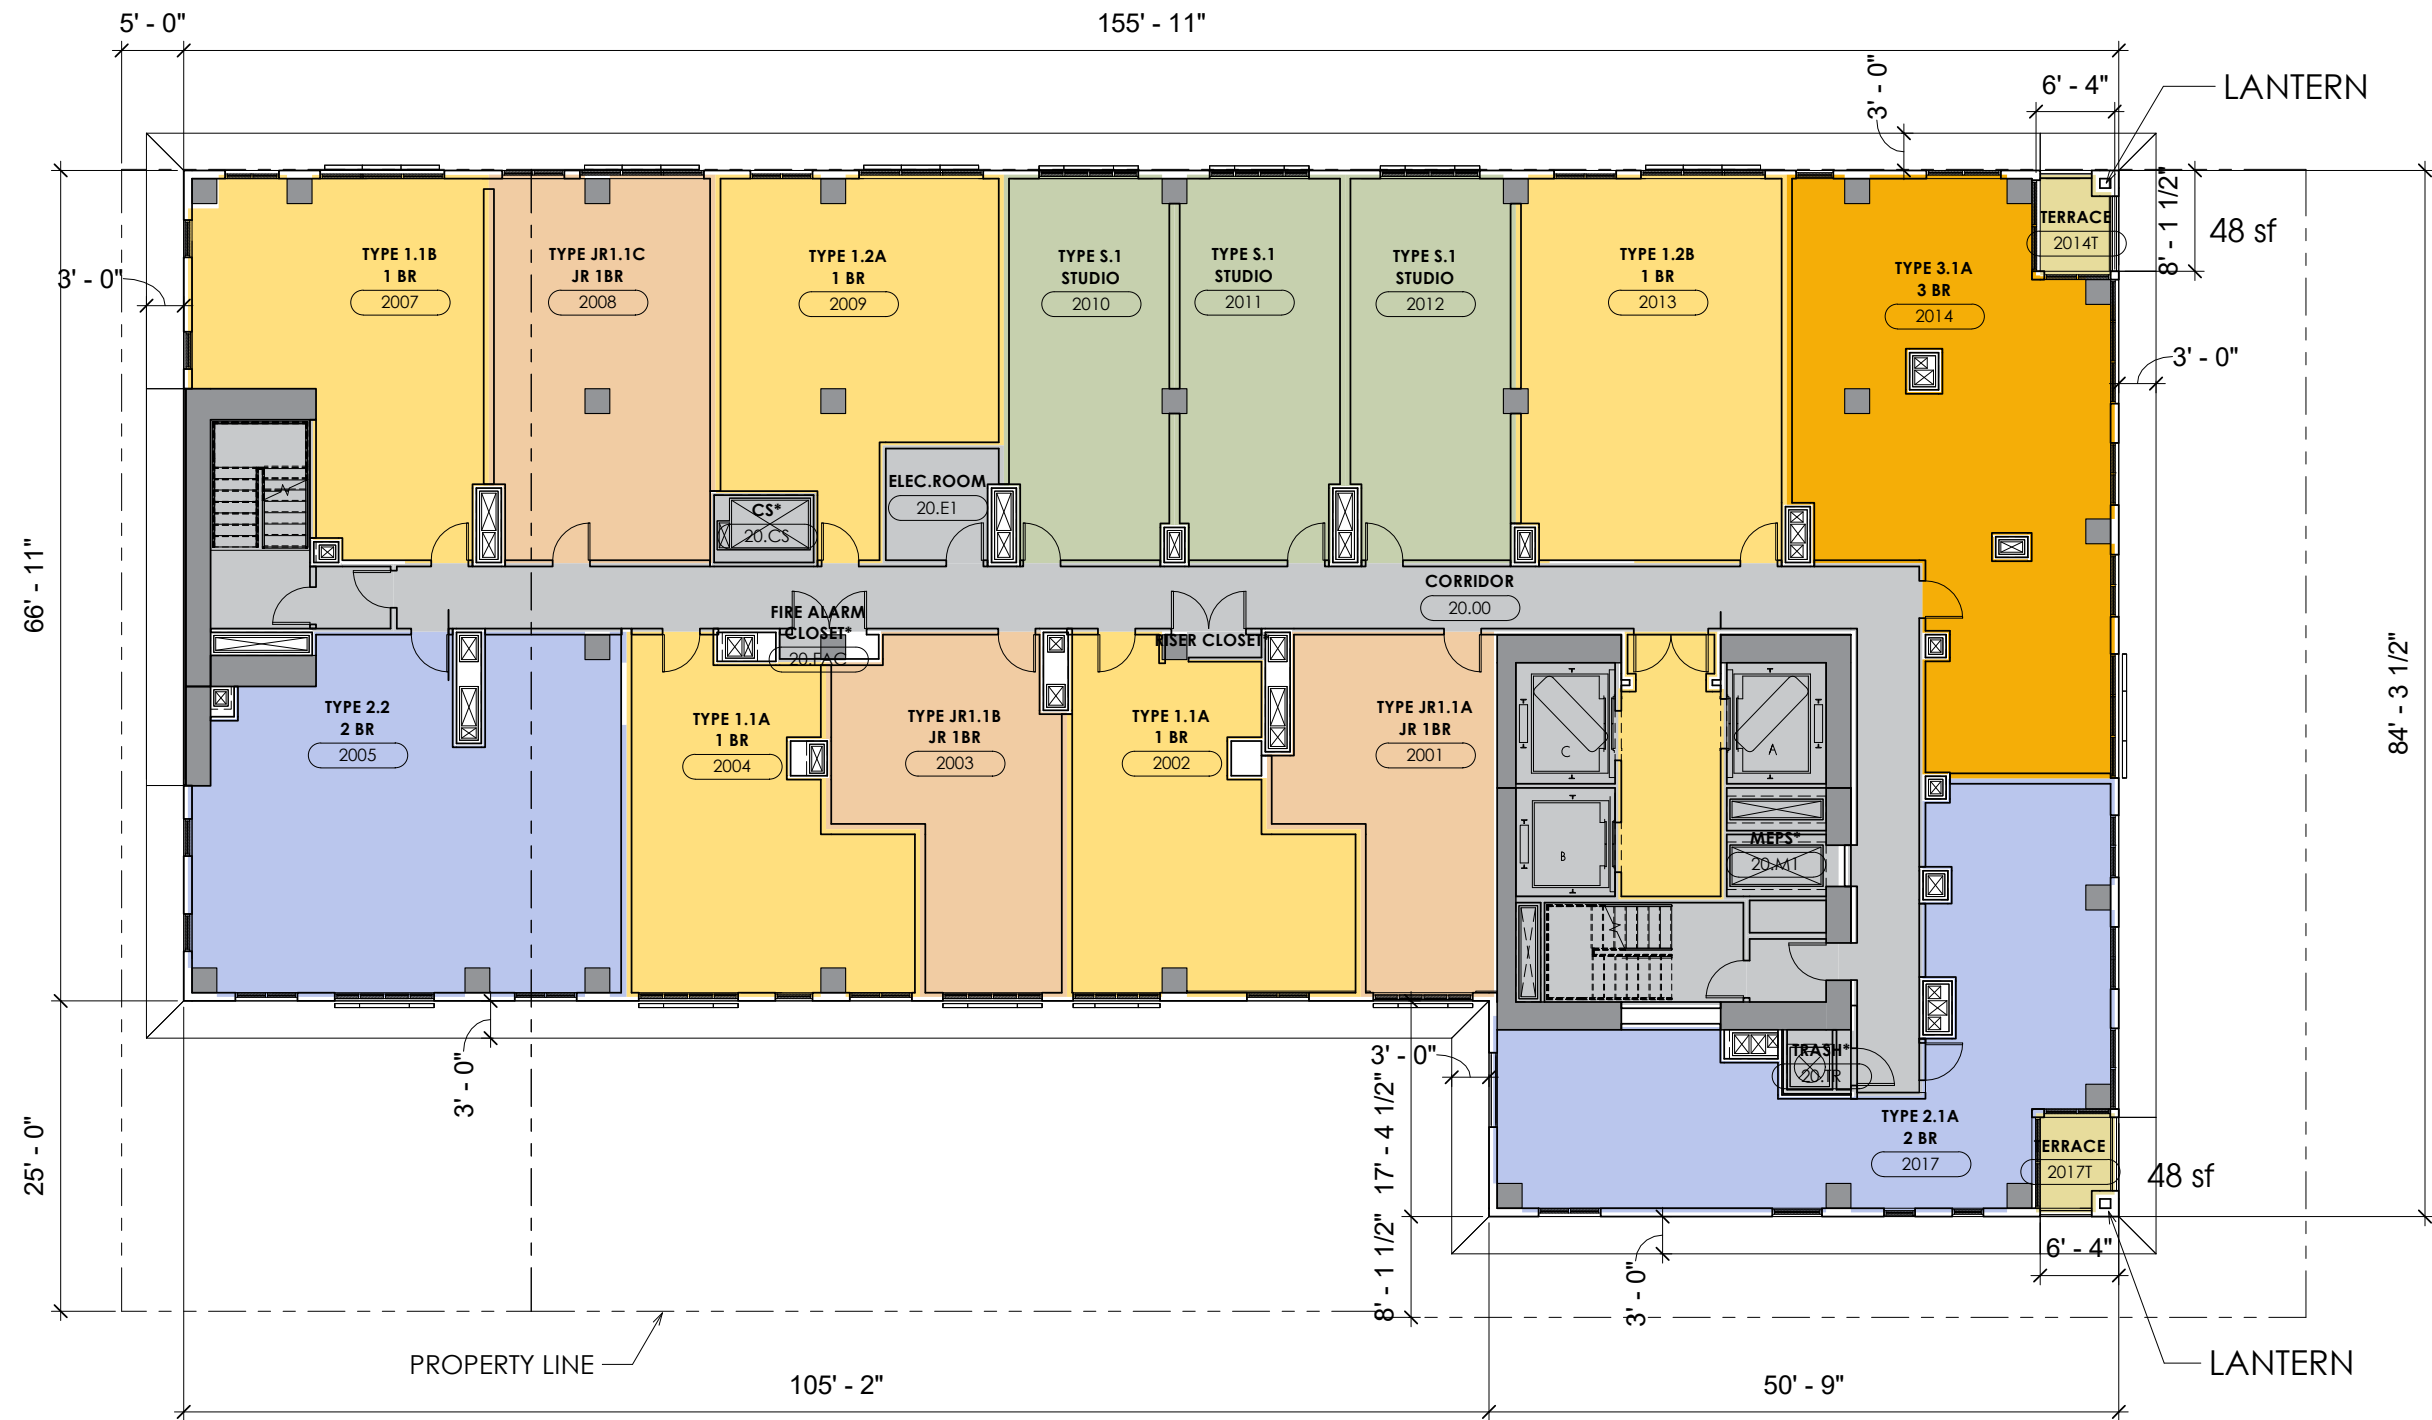 5' - 0"
155' - 11"
3' - 0"
6' - 4"
LANTERN
8' - 1 1/2"
48 sf
TERRACE
2014T
TYPE 1.1B
1 BR
2007
TYPE JR1.1C
JR 1BR
2008
TYPE 1.2A
1 BR
2009
TYPE S.1
STUDIO
2010
TYPE S.1
STUDIO
2011
TYPE S.1
STUDIO
2012
TYPE 1.2B
1 BR
2013
TYPE 3.1A
3 BR
2014
3' - 0"
3' - 0"
CS*
20.CS
ELEC.ROOM
20.E1
66' - 11"
CORRIDOR
20.00
FIRE ALARM
CLOSET*
20.FAC
RISER CLOSET*
84' - 3 1/2"
TYPE 2.2
2 BR
2005
TYPE 1.1A
1 BR
2004
TYPE JR1.1B
JR 1BR
2003
TYPE 1.1A
1 BR
2002
TYPE JR1.1A
JR 1BR
2001
C
A
B
MEPS*
20.M1
3' - 0"
3' - 0"
TRASH*
20.TR
25' - 0"
17' - 4 1/2"
TYPE 2.1A
2 BR
2017
TERRACE
2017T
48 sf
8' - 1 1/2"
3' - 0"
6' - 4"
PROPERTY LINE
LANTERN
105' - 2"
50' - 9"